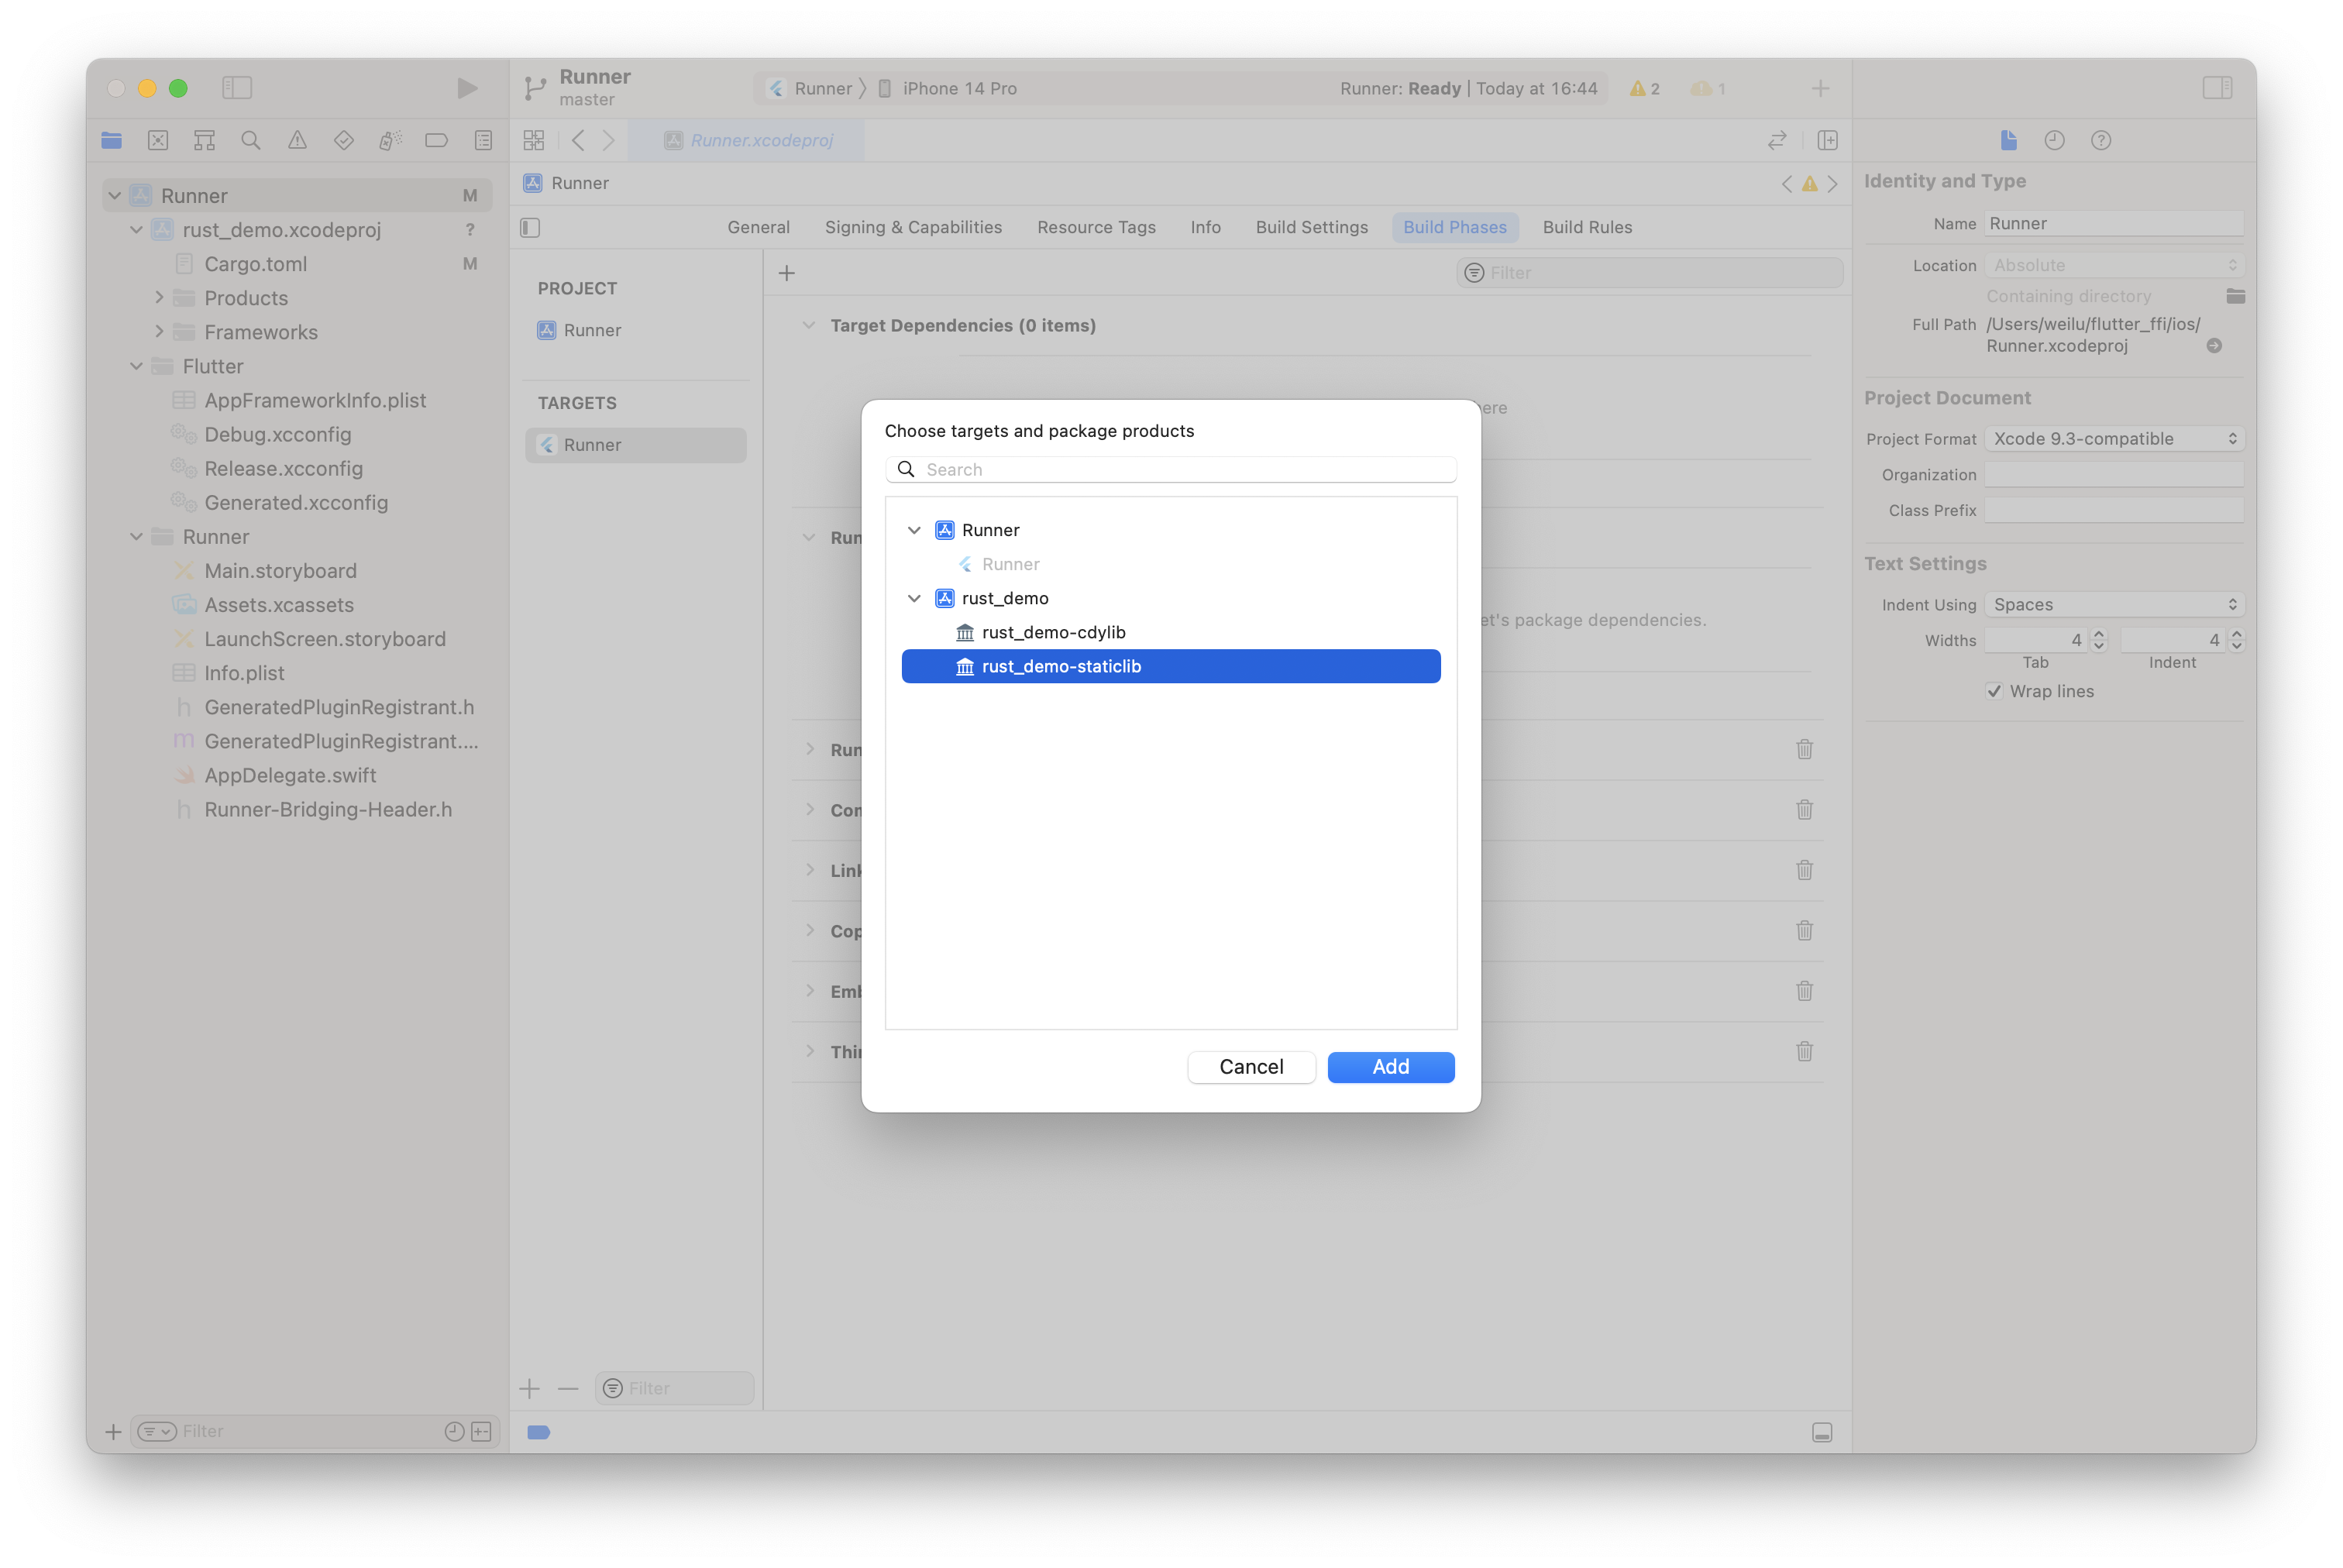 Runner
master
Runner
iPhone 14 Pro
Runner: Ready | Today at 16:44
2
1
Runner.xcodeproj
Runner M
rust_demo.xcodeproj ?
Cargo.toml M
Products
Frameworks
Flutter
AppFrameworkInfo.plist
Debug.xcconfig
Release.xcconfig
Generated.xcconfig
Runner
Main.storyboard
Assets.xcassets
LaunchScreen.storyboard
Info.plist
GeneratedPluginRegistrant.h
GeneratedPluginRegistrant....
AppDelegate.swift
Runner-Bridging-Header.h
Filter
Runner
General Signing & Capabilities Resource Tags Info Build Settings Build Phases Build Rules
PROJECT
Runner
TARGETS
Runner
Filter
Filter
Target Dependencies (0 items)
ere
Run
et's package dependencies.
Run
Con
Link
Cop
Emb
Thin
Choose targets and package products
Search
Runner
Runner
rust_demo
rust_demo-cdylib
rust_demo-staticlib
Cancel Add
Identity and Type
Name Runner
Location Absolute
Containing directory
Full Path /Users/weilu/flutter_ffi/ios/
Runner.xcodeproj
Project Document
Project Format Xcode 9.3-compatible
Organization
Class Prefix
Text Settings
Indent Using Spaces
Widths 4 4
Tab Indent
Wrap lines